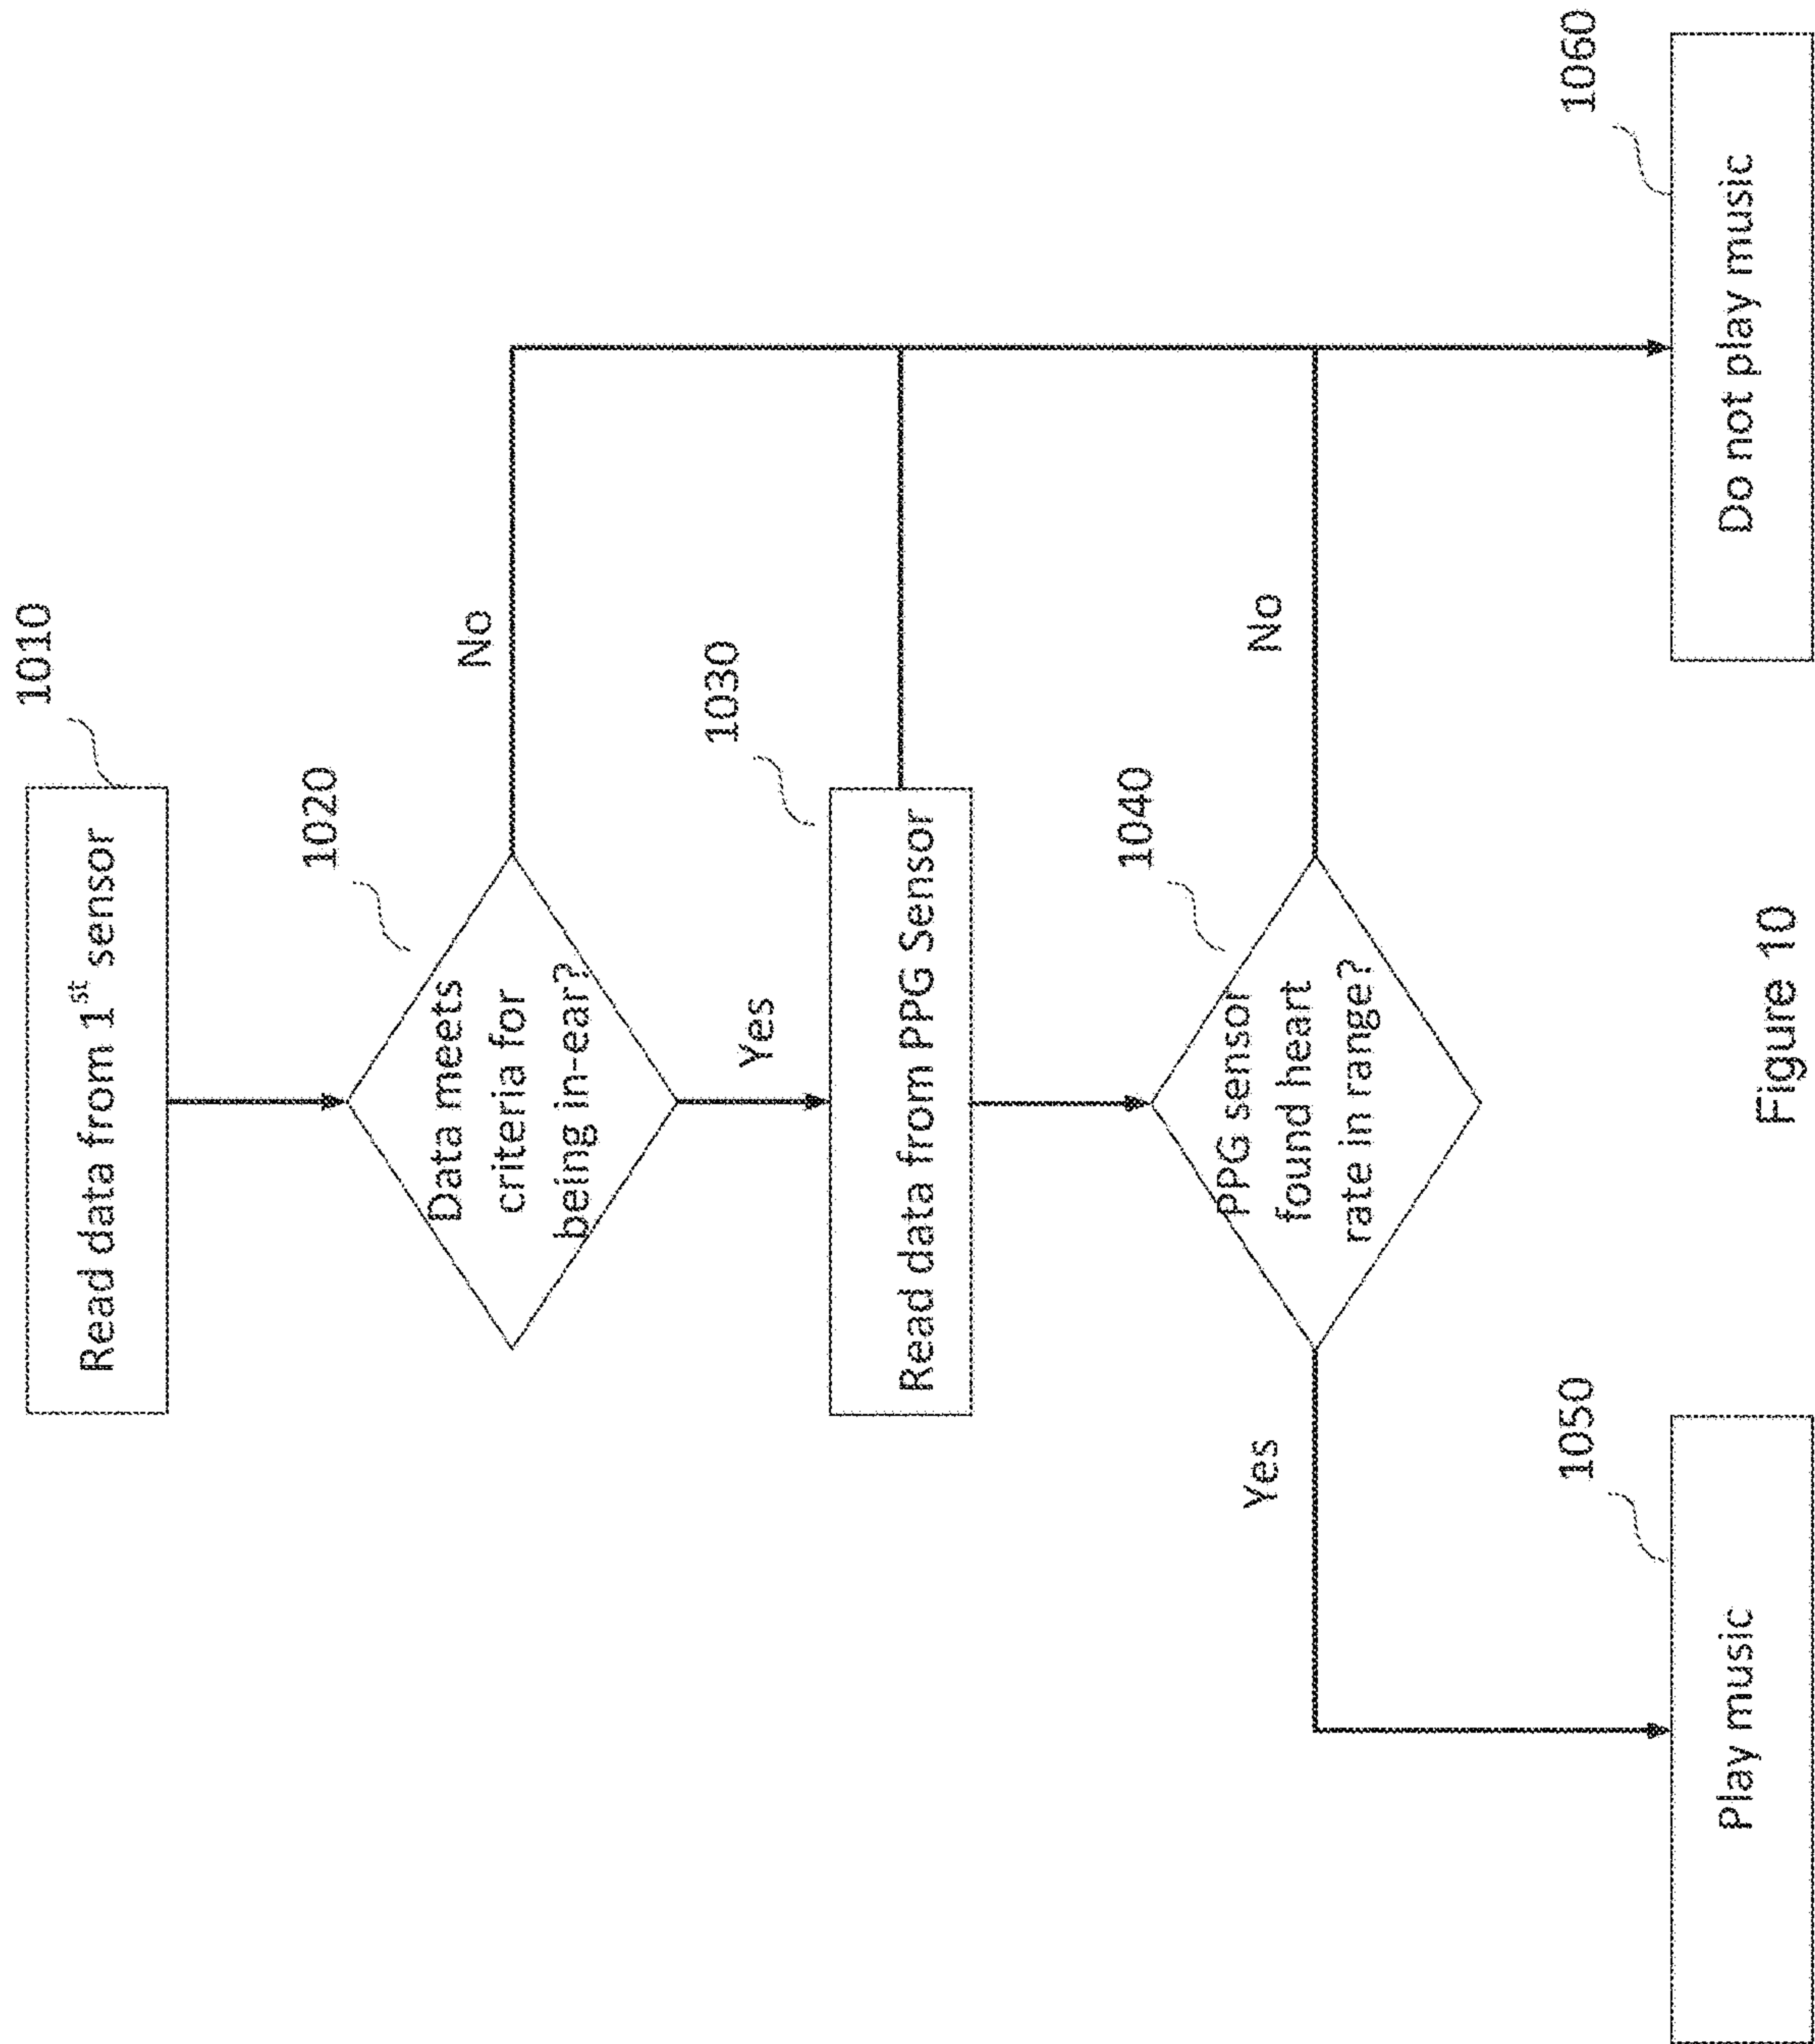 1010
Read data from 1st sensor
1020
Data meets
criteria for
being in-ear?
No
Yes
1030
Read data from PPG Sensor
1040
PPG sensor
found heart
rate in range?
Yes
No
1050
Play music
1060
Do not play music
Figure 10